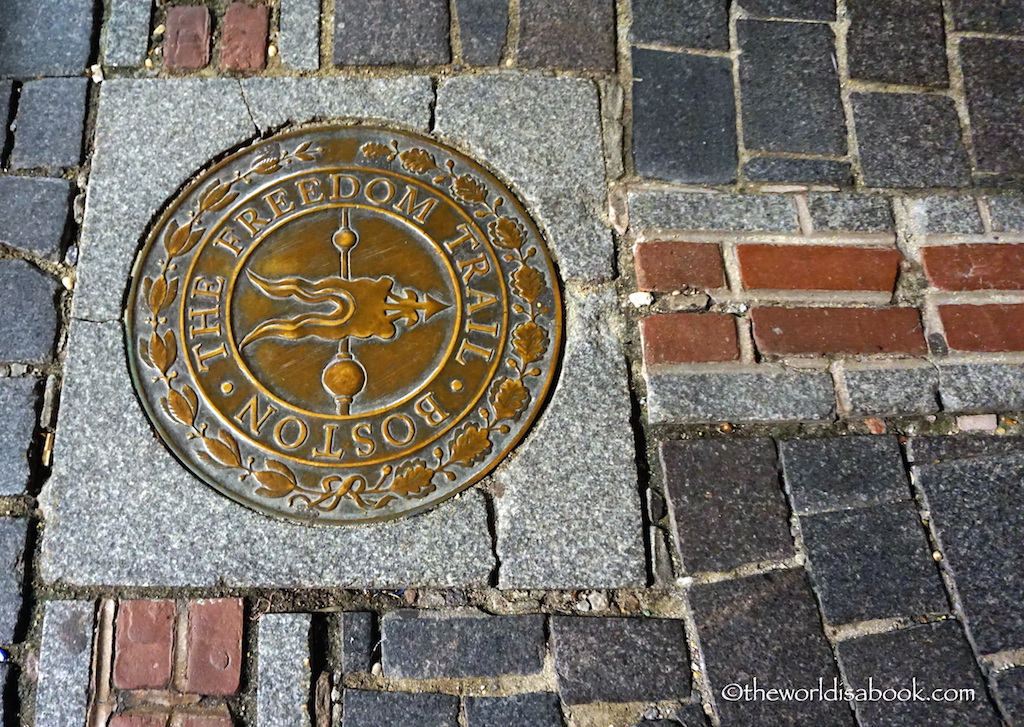 THE FREEDOM TRAIL
• BOSTON •
©theworldisabook.com